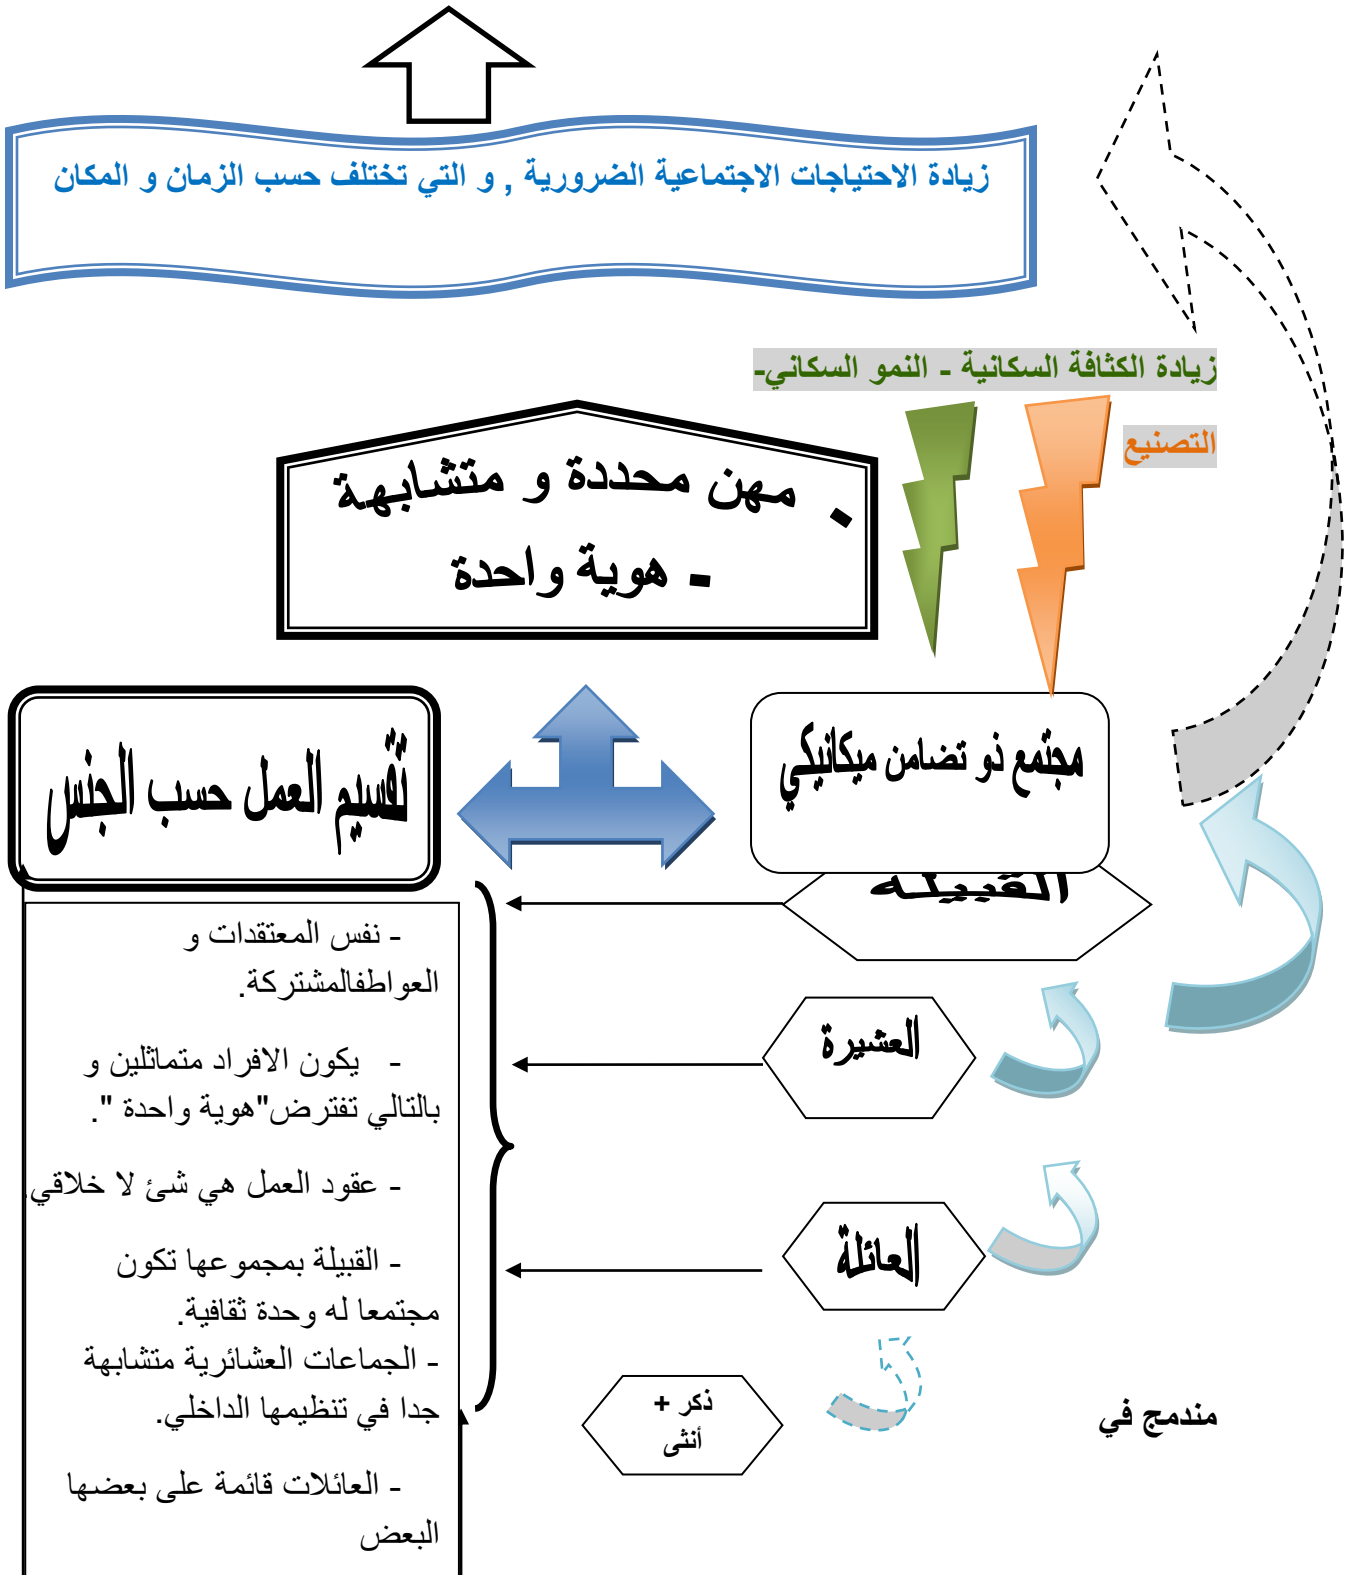 زيادة الاحتياجات الاجتماعية الضرورية , و التي تختلف حسب الزمان و المكان
زيادة الكثافة السكانية - النمو السكاني-
التصنيع
- مهن محددة و متشابهة
- هوية واحدة
مجتمع ذو تضامن ميكانيكي
تقسيم العمل حسب الجنس
القبيلة
- نفس المعتقدات و
العواطفالمشتركة.
- يكون الافراد متماثلين و
بالتالي تفترض"هوية واحدة ".
- عقود العمل هي شئ لا خلاقي.
- القبيلة بمجموعها تكون
مجتمعا له وحدة ثقافية.
- الجماعات العشائرية متشابهة
جدا في تنظيمها الداخلي.
- العائلات قائمة على بعضها
البعض
العشيرة
العائلة
ذكر +
أنثى
مندمج في